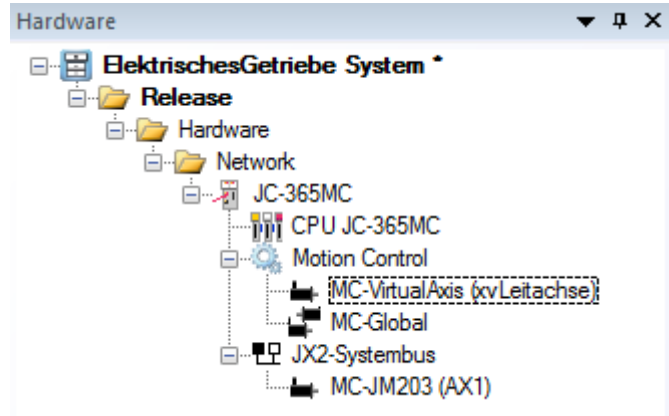 Hardware
ElektrischesGetriebe System *
Release
Hardware
Network
JC-365MC
CPU JC-365MC
Motion Control
MC-VirtualAxis (xvLeitachse)
MC-Global
JX2-Systembus
MC-JM203 (AX1)